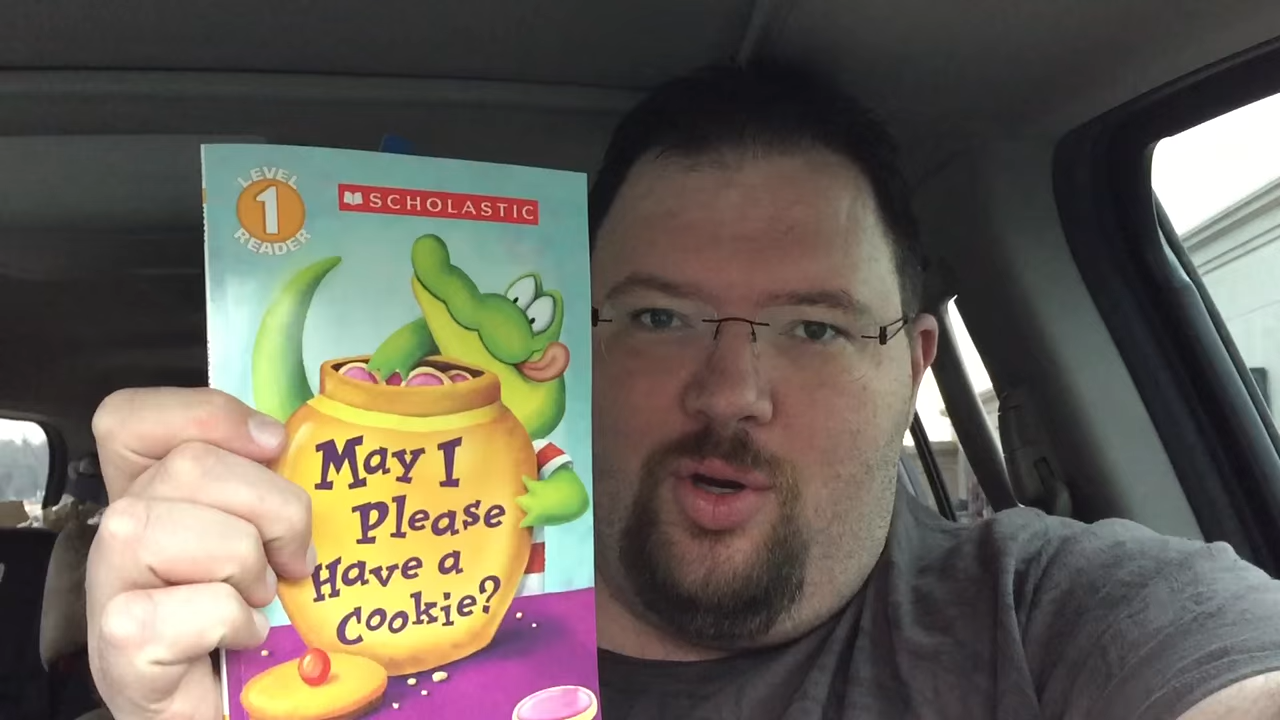 LEVEL
1
READER
SCHOLASTIC
May I
Please
Have a
Cookie?